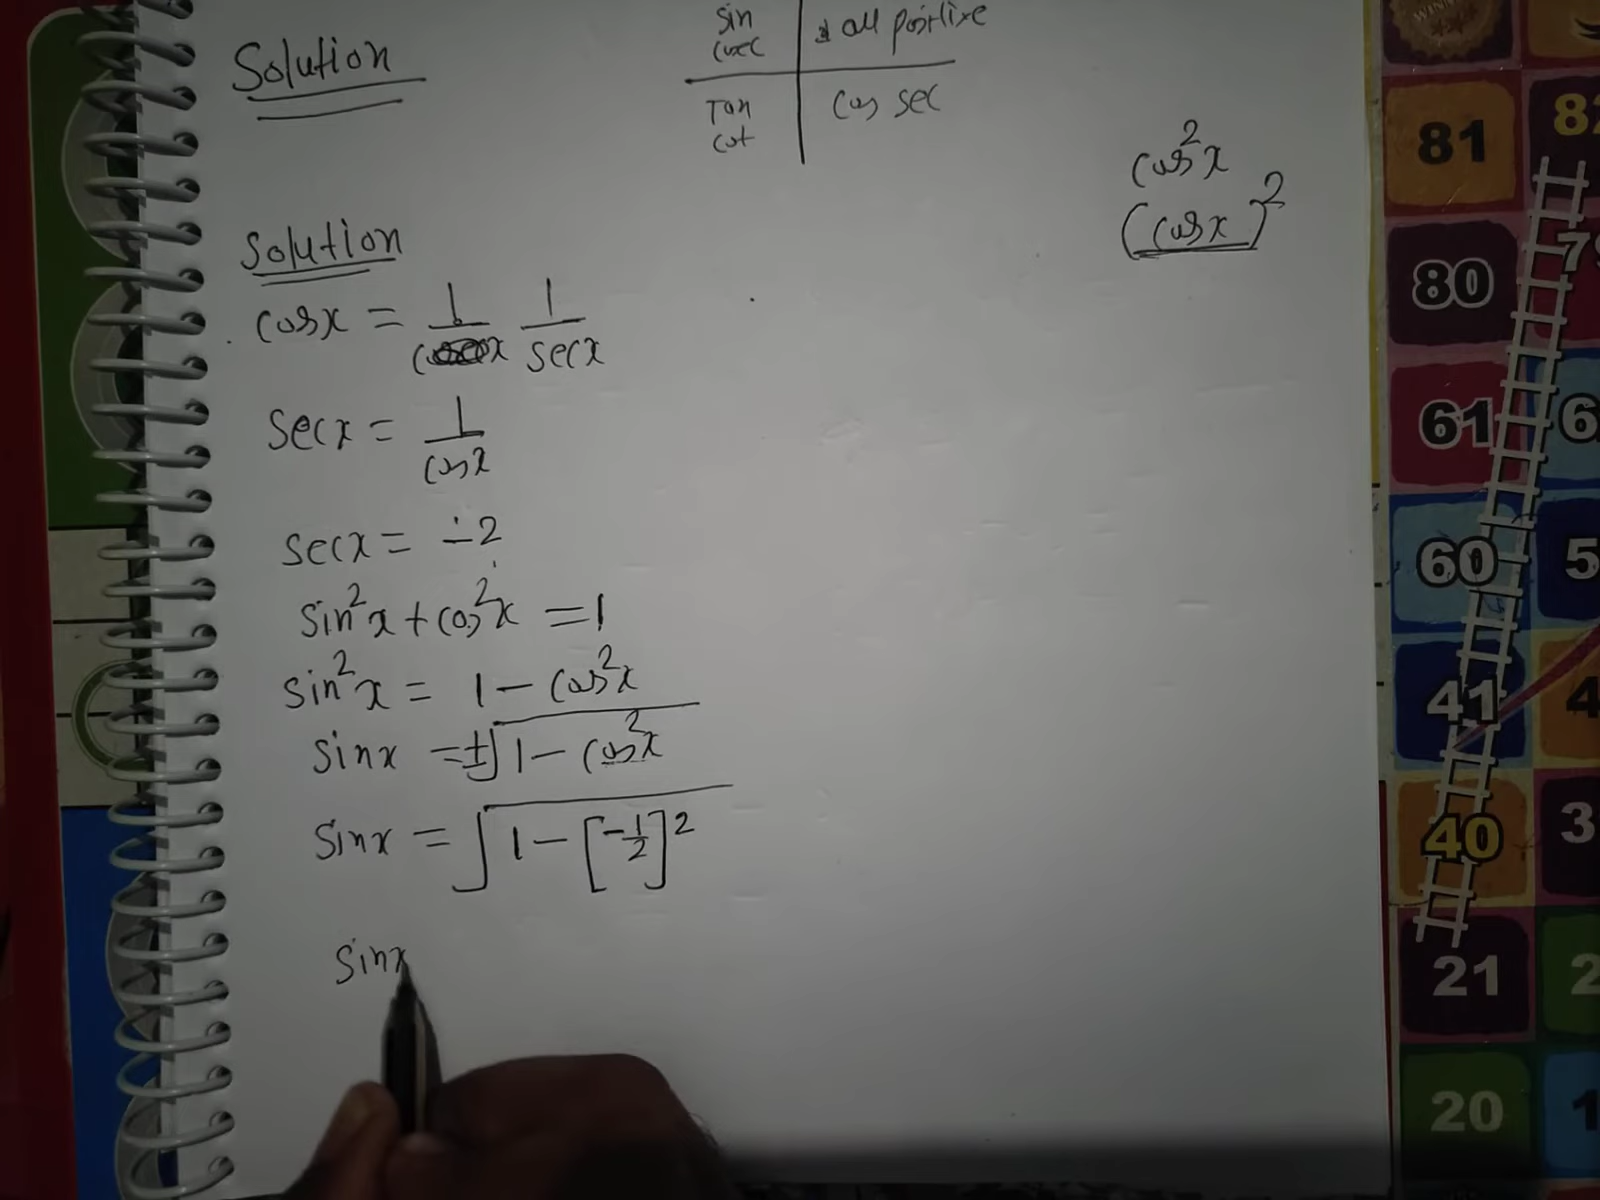 Solution
sin
cosec
all positive
Tan
cot
cos sec
cos²x
(cosx)²
Solution
cosx = 1/secx
secx = 1/cosx
secx = -2
sin²x + cos²x = 1
sin²x = 1 - cos²x
sinx = ±√1 - cos²x
sinx = √1 - [-1/2]²
sinx
81
80
61
60
41
40
21
20